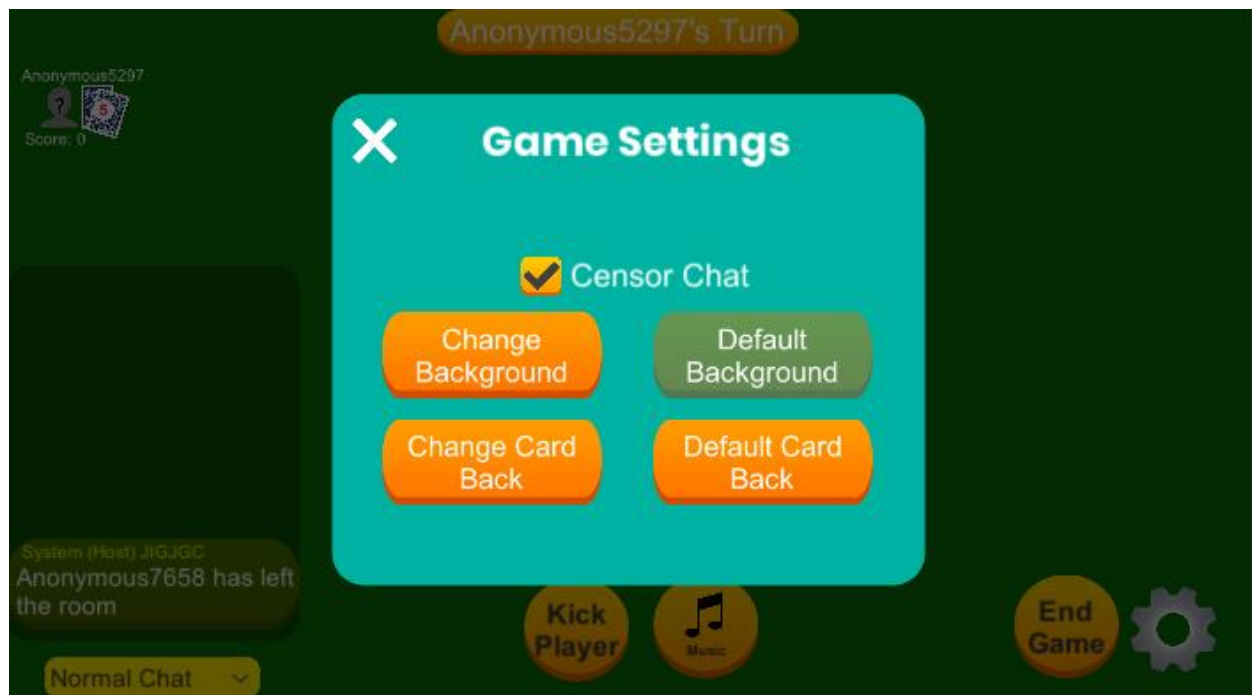 Anonymous5297's Turn
Anonymous5297
?
5
Score: 0
Game Settings
Censor Chat
Change
Background
Default
Background
Change Card
Back
Default Card
Back
System (Host) JIGJGC
Anonymous7658 has left
the room
Normal Chat
Kick
Player
Music
End
Game